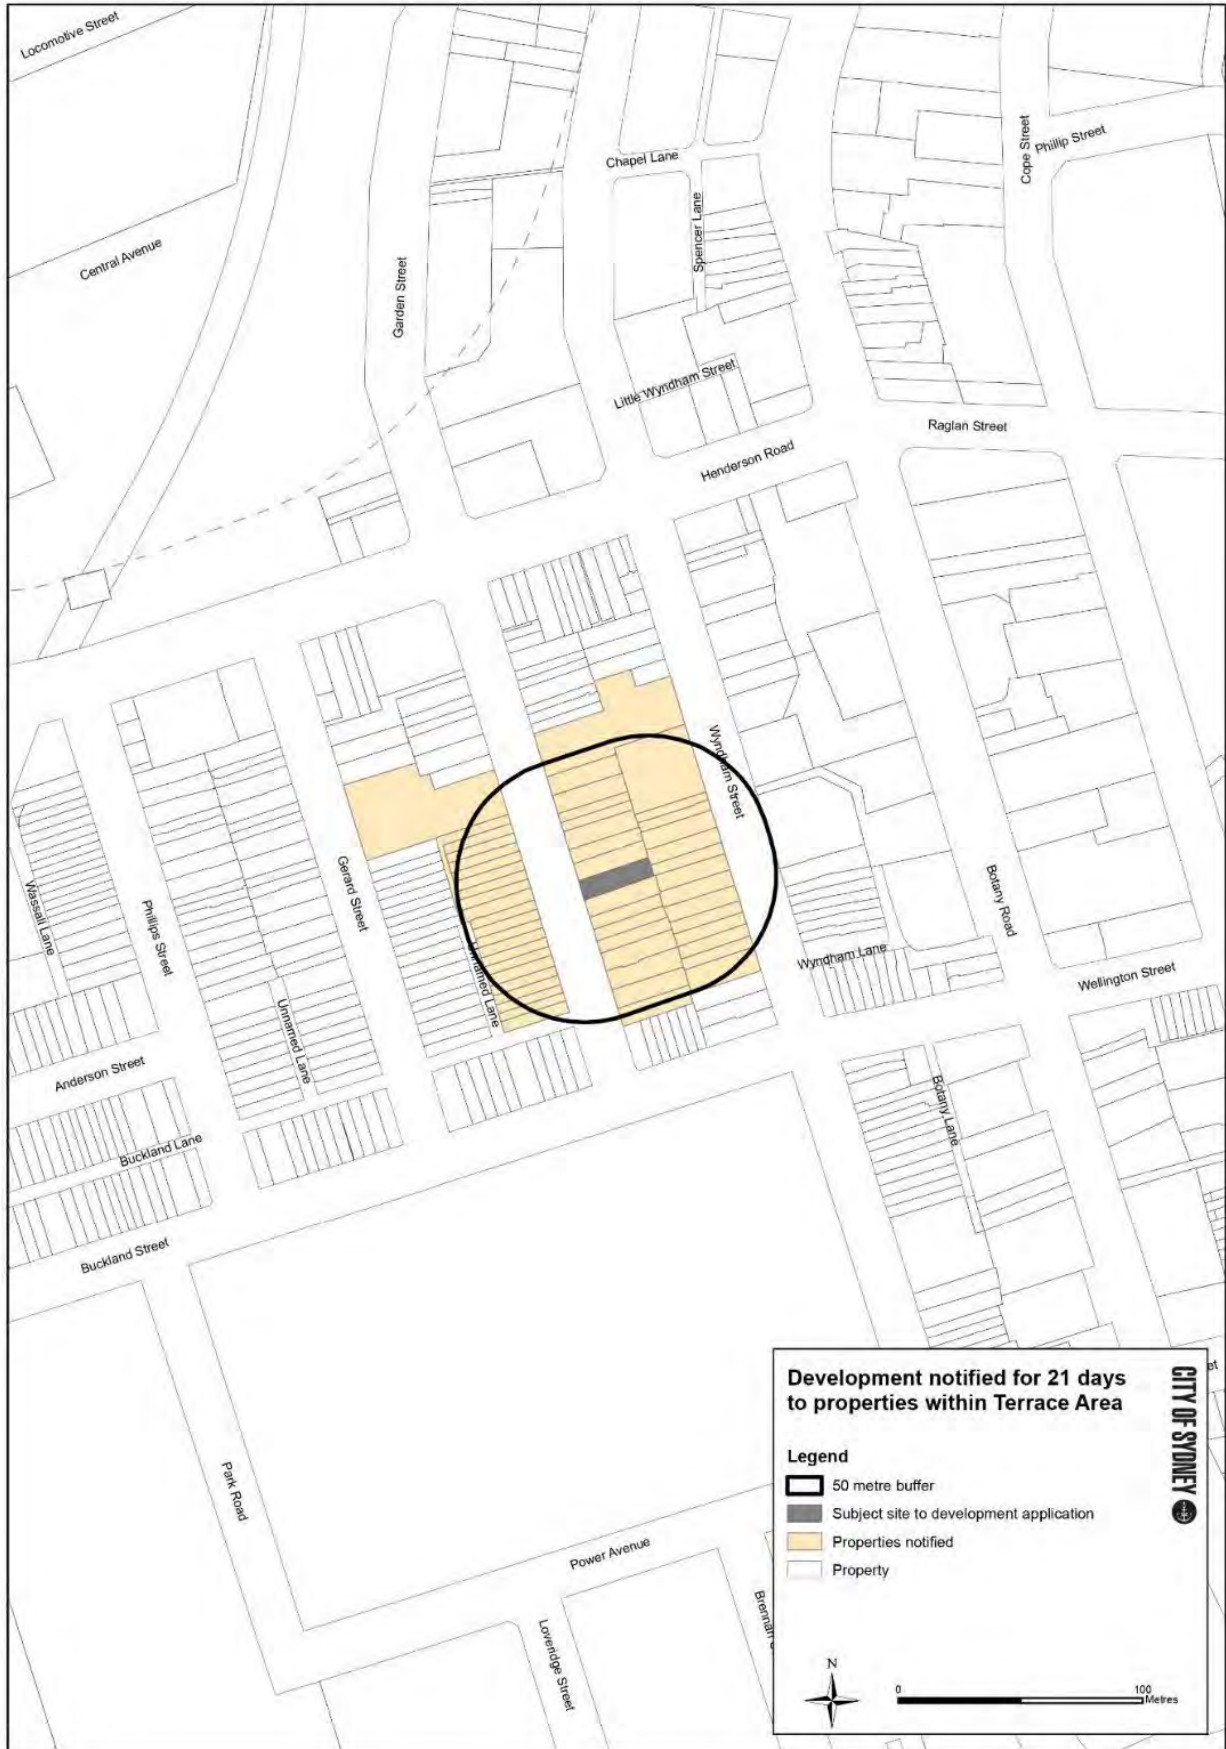 Locomotive Street
Cope Street
Phillip Street
Chapel Lane
Spencer Lane
Central Avenue
Garden Street
Little Wyndham Street
Raglan Street
Henderson Road
Wyndham Street
Gerard Street
Wassall Lane
Phillips Street
Botany Road
Unnamed Lane
Wyndham Lane
Wellington Street
Unnamed Lane
Anderson Street
Botany Lane
Buckland Lane
Buckland Street
Park Road
Power Avenue
Loveridge Street
Development notified for 21 days
to properties within Terrace Area
CITY OF SYDNEY
Legend
50 metre buffer
Subject site to development application
Properties notified
Property
N
0
100
Metres